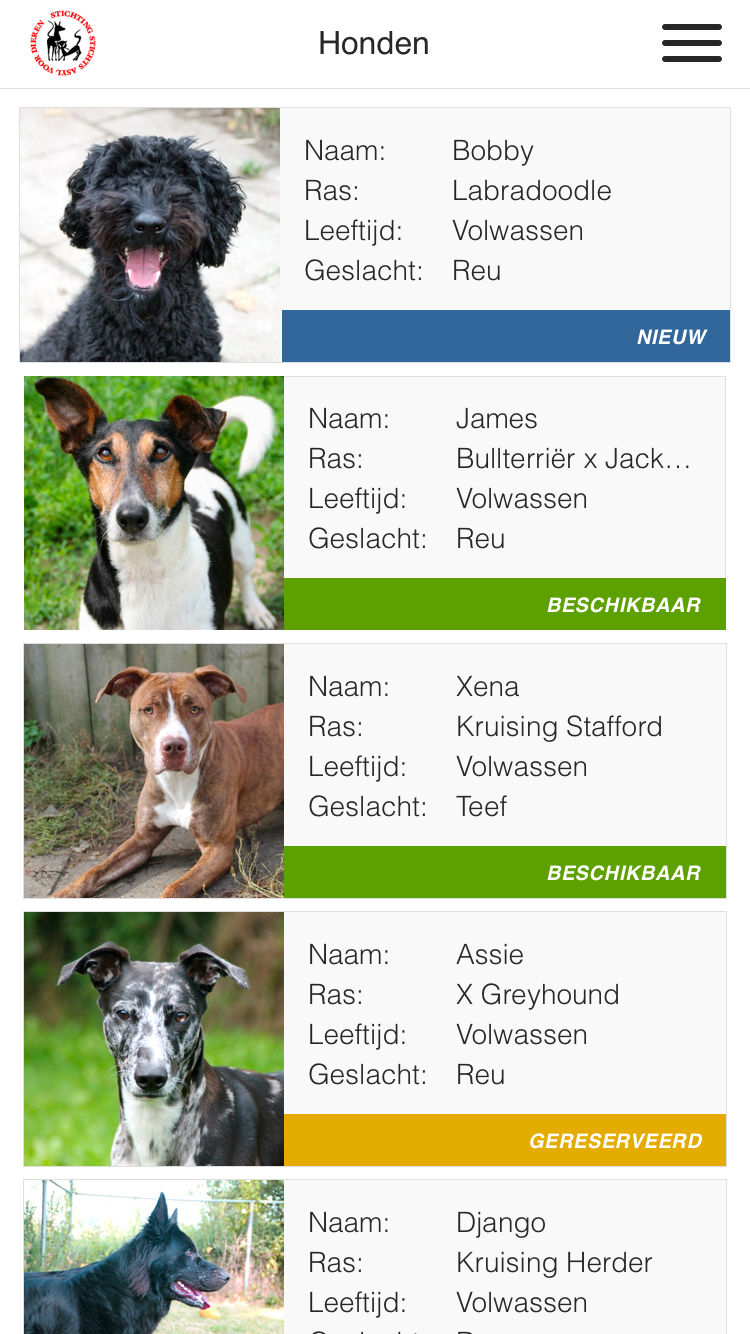 STICHTING STICHTS ASYL VOOR DIEREN
Honden
Naam: Bobby
Ras: Labradoodle
Leeftijd: Volwassen
Geslacht: Reu
NIEUW
Naam: James
Ras: Bullterriër x Jack...
Leeftijd: Volwassen
Geslacht: Reu
BESCHIKBAAR
Naam: Xena
Ras: Kruising Stafford
Leeftijd: Volwassen
Geslacht: Teef
BESCHIKBAAR
Naam: Assie
Ras: X Greyhound
Leeftijd: Volwassen
Geslacht: Reu
GERESERVEERD
Naam: Django
Ras: Kruising Herder
Leeftijd: Volwassen